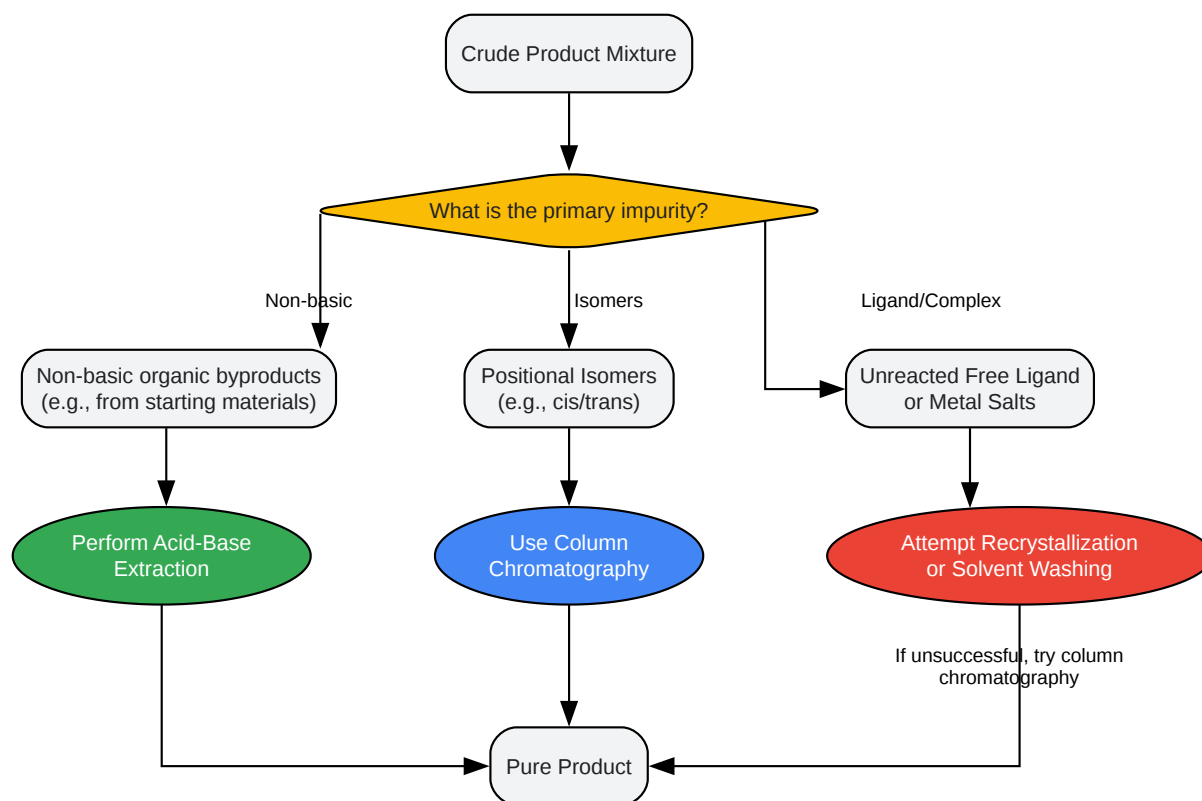 Crude Product Mixture
What is the primary impurity?
Non-basic
Isomers
Ligand/Complex
Non-basic organic byproducts
(e.g., from starting materials)
Positional Isomers
(e.g., cis/trans)
Unreacted Free Ligand
or Metal Salts
Perform Acid-Base
Extraction
Use Column
Chromatography
Attempt Recrystallization
or Solvent Washing
If unsuccessful, try column
chromatography
Pure Product